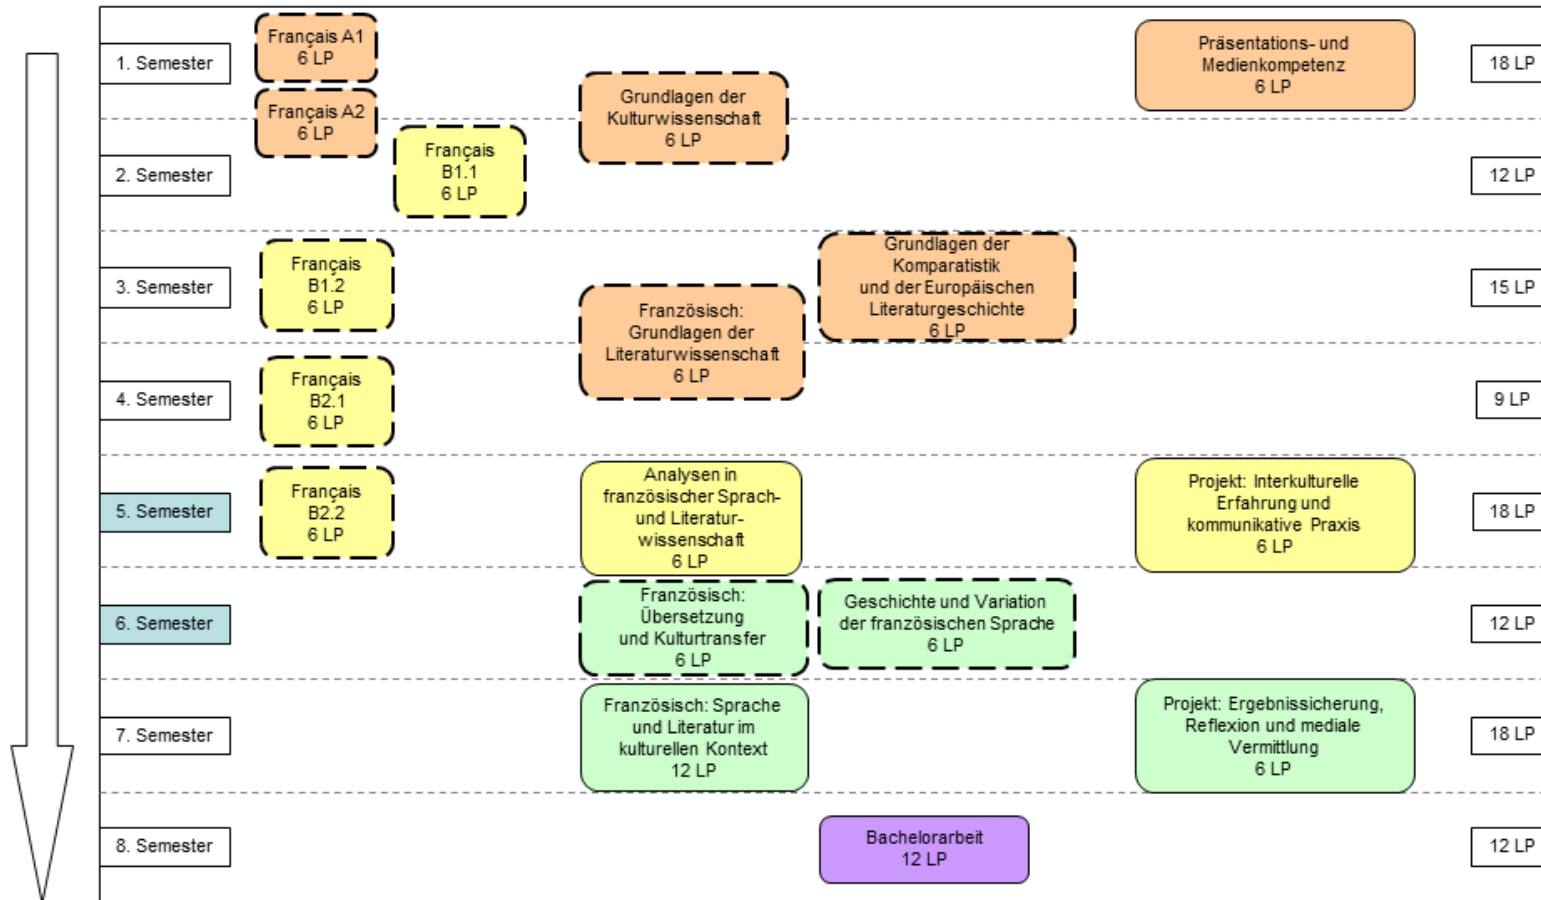 1. Semester
Français A1
6 LP
Français A2
6 LP
Grundlagen der
Kulturwissenschaft
6 LP
Präsentations- und
Medienkompetenz
6 LP
18 LP
2. Semester
Français
B1.1
6 LP
12 LP
3. Semester
Français
B1.2
6 LP
Französisch:
Grundlagen der
Literaturwissenschaft
6 LP
Grundlagen der
Komparatistik
und der Europäischen
Literaturgeschichte
6 LP
15 LP
4. Semester
Français
B2.1
6 LP
9 LP
5. Semester
Français
B2.2
6 LP
Analysen in
französischer Sprach-
und Literatur-
wissenschaft
6 LP
Projekt: Interkulturelle
Erfahrung und
kommunikative Praxis
6 LP
18 LP
6. Semester
Französisch:
Übersetzung
und Kulturtransfer
6 LP
Geschichte und Variation
der französischen Sprache
6 LP
12 LP
7. Semester
Französisch: Sprache
und Literatur im
kulturellen Kontext
12 LP
Projekt: Ergebnissicherung,
Reflexion und mediale
Vermittlung
6 LP
18 LP
8. Semester
Bachelorarbeit
12 LP
12 LP